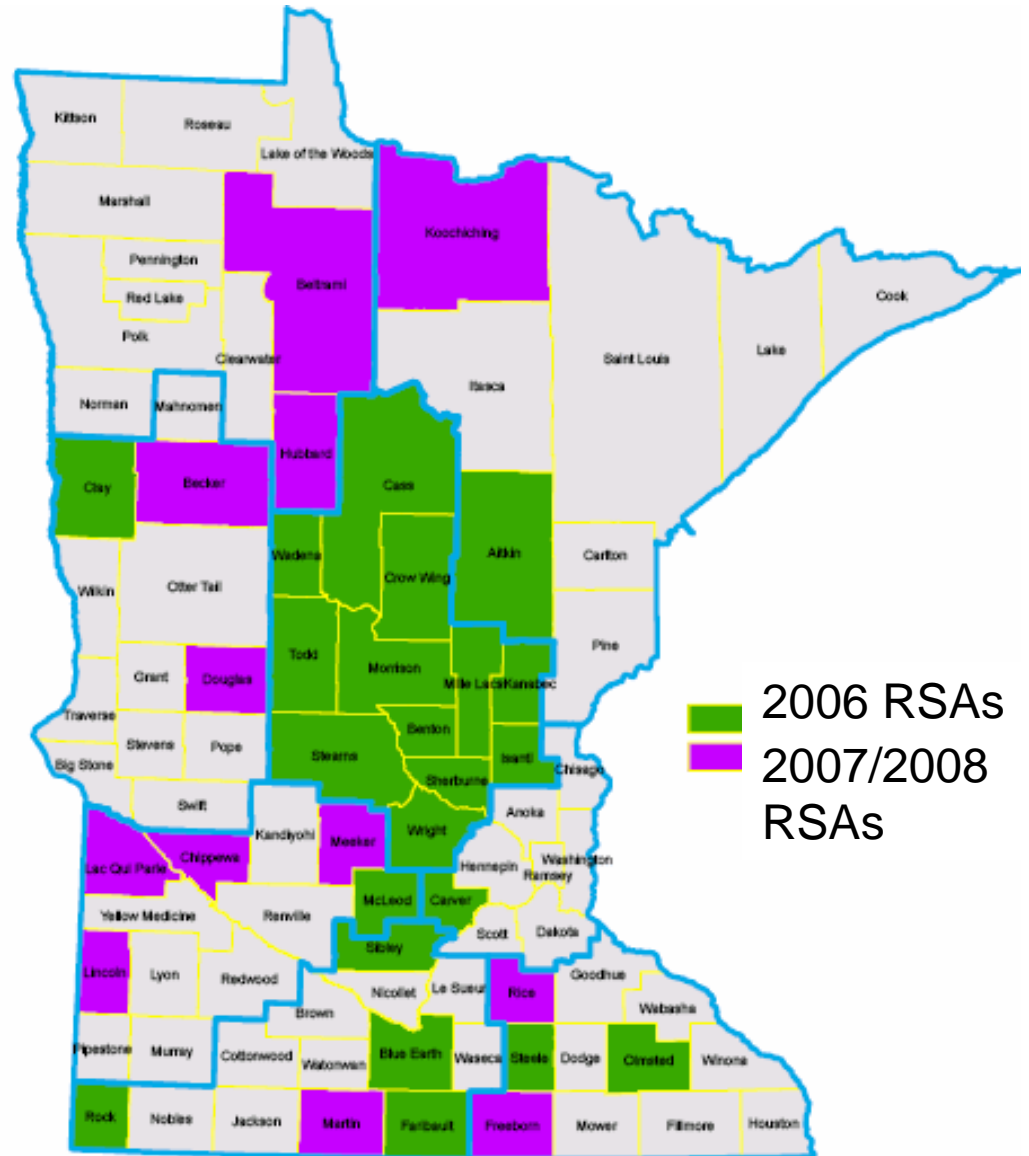 Kittson
Roseau
Lake of the Woods
Marshall
Koochiching
Pennington
Beltrami
Red Lake
Cook
Polk
Clearwater
Saint Louis
Lake
Itasca
Norman
Mahnomen
Hubbard
Clay
Becker
Cass
Wadena
Aitkin
Carlton
Crow Wing
Wilkin
Otter Tail
Pine
Todd
Morrison
Grant
Douglas
Mille Lacs
Kanabec
Traverse
Benton
Stevens
Pope
Stearns
Isanti
Big Stone
Chisago
Sherburne
Swift
Anoka
Kandiyohi
Wright
Meeker
Chippewa
Washington
Hennepin
Lac Qui Parle
Ramsey
McLeod
Carver
Yellow Medicine
Renville
Scott
Dakota
Sibley
Lincoln
Lyon
Redwood
Goodhue
Nicollet
Le Sueur
Rice
Wabasha
Brown
Pipestone
Murray
Cottonwood
Watonwan
Blue Earth
Waseca
Steele
Dodge
Olmsted
Winona
Rock
Nobles
Jackson
Martin
Faribault
Freeborn
Mower
Fillmore
Houston
2006 RSAs
2007/2008
RSAs